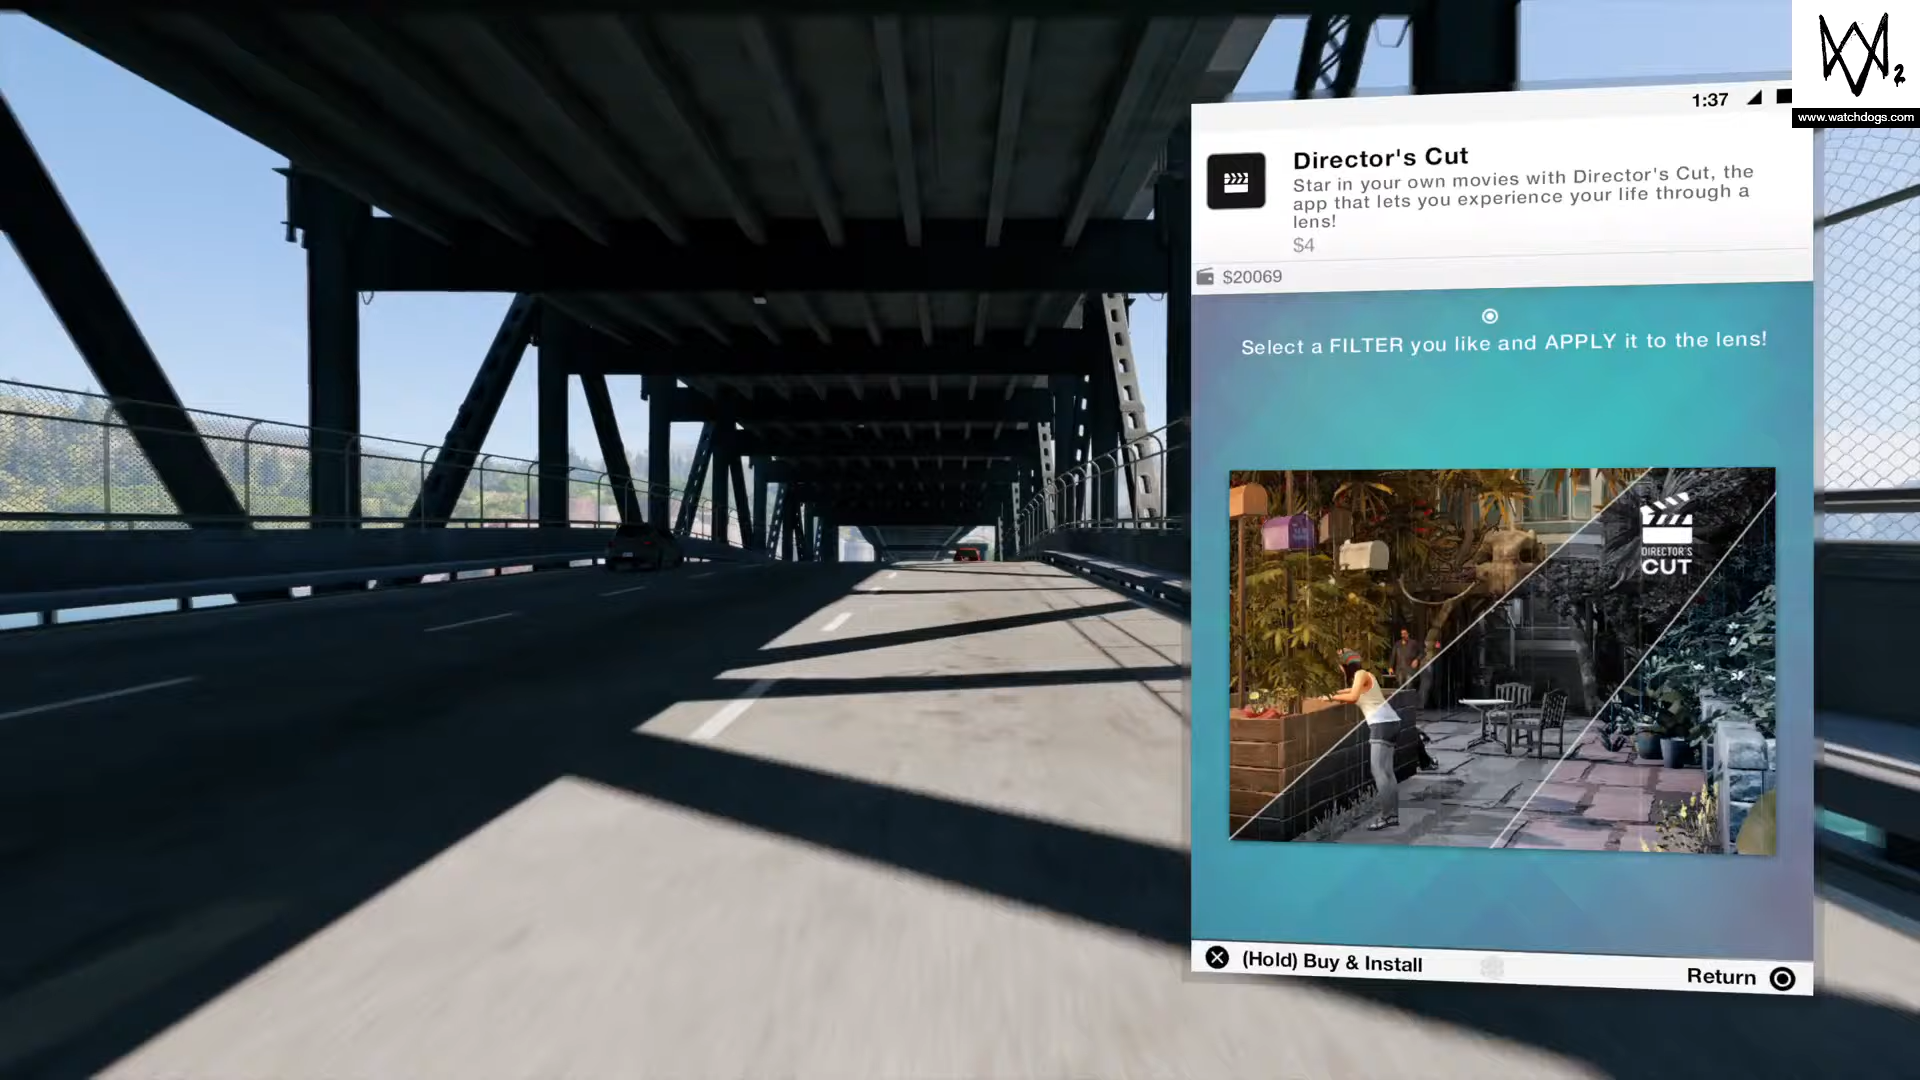 2
www.watchdogs.com
1:37
Director's Cut
Star in your own movies with Director's Cut, the
app that lets you experience your life through a
lens!
$4
$20069
Select a FILTER you like and APPLY it to the lens!
DIRECTOR'S
CUT
(Hold) Buy & Install
Return